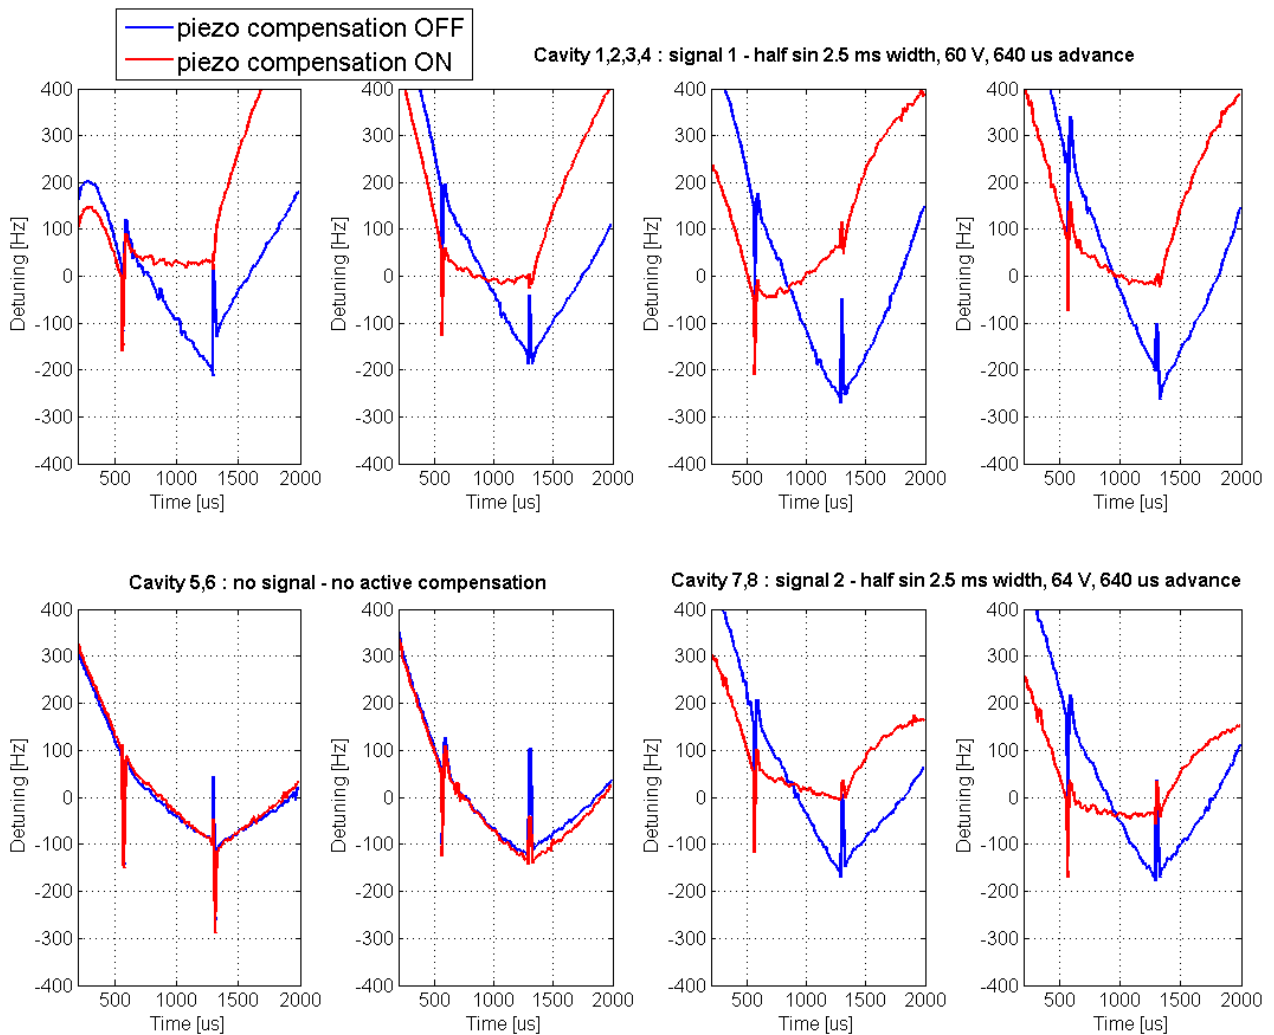 piezo compensation OFF
piezo compensation ON
Cavity 1,2,3,4 : signal 1 - half sin 2.5 ms width, 60 V, 640 us advance
400 400 400 400
300 300 300 300
200 200 200 200
100 100 100 100
0 0 0 0
-100 -100 -100 -100
-200 -200 -200 -200
-300 -300 -300 -300
-400 -400 -400 -400
Detuning [Hz] Detuning [Hz] Detuning [Hz] Detuning [Hz]
500 1000 1500 2000 500 1000 1500 2000 500 1000 1500 2000 500 1000 1500 2000
Time [us] Time [us] Time [us] Time [us]
Cavity 5,6 : no signal - no active compensation
Cavity 7,8 : signal 2 - half sin 2.5 ms width, 64 V, 640 us advance
400 400 400 400
300 300 300 300
200 200 200 200
100 100 100 100
0 0 0 0
-100 -100 -100 -100
-200 -200 -200 -200
-300 -300 -300 -300
-400 -400 -400 -400
Detuning [Hz] Detuning [Hz] Detuning [Hz] Detuning [Hz]
500 1000 1500 2000 500 1000 1500 2000 500 1000 1500 2000 500 1000 1500 2000
Time [us] Time [us] Time [us] Time [us]